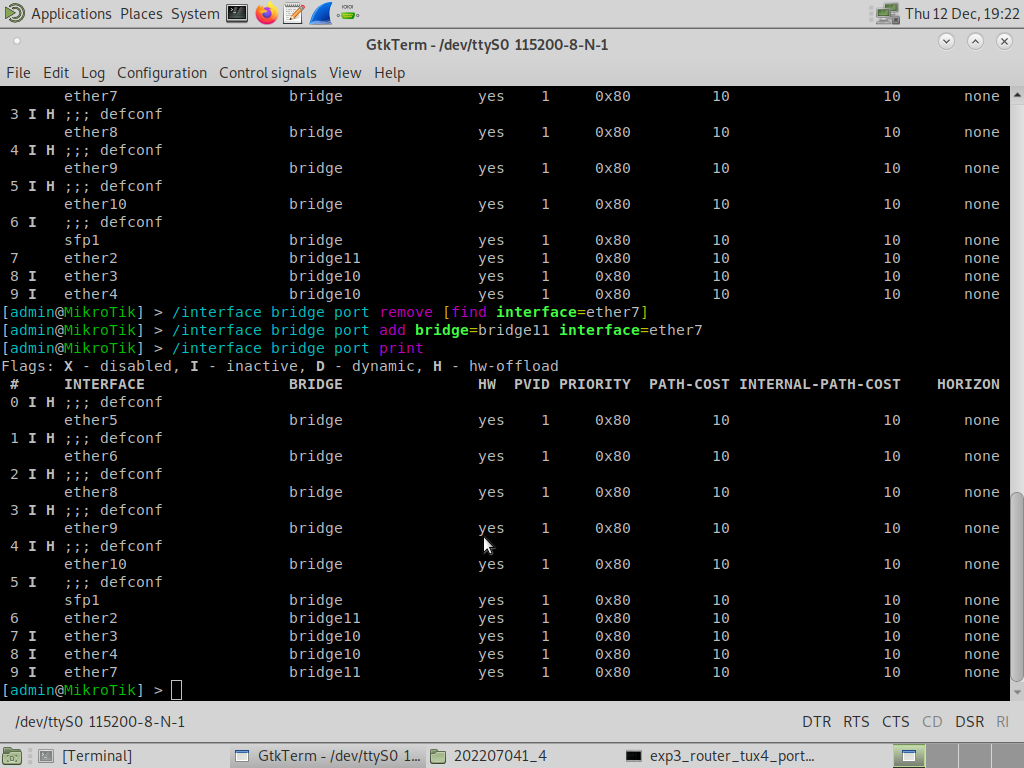 Applications Places System Thu 12 Dec, 19:22
GtkTerm - /dev/ttyS0 115200-8-N-1
File Edit Log Configuration Control signals View Help
ether7 bridge yes 1 0x80 10 10 none
3 I H ;;; defconf
ether8 bridge yes 1 0x80 10 10 none
4 I H ;;; defconf
ether9 bridge yes 1 0x80 10 10 none
5 I H ;;; defconf
ether10 bridge yes 1 0x80 10 10 none
6 I ;;; defconf
sfp1 bridge yes 1 0x80 10 10 none
7 ether2 bridge11 yes 1 0x80 10 10 none
8 I ether3 bridge10 yes 1 0x80 10 10 none
9 I ether4 bridge10 yes 1 0x80 10 10 none
[admin@MikroTik] > /interface bridge port remove [find interface=ether7]
[admin@MikroTik] > /interface bridge port add bridge=bridge11 interface=ether7
[admin@MikroTik] > /interface bridge port print
Flags: X - disabled, I - inactive, D - dynamic, H - hw-offload
# INTERFACE BRIDGE HW PVID PRIORITY PATH-COST INTERNAL-PATH-COST HORIZON
0 I H ;;; defconf
ether5 bridge yes 1 0x80 10 10 none
1 I H ;;; defconf
ether6 bridge yes 1 0x80 10 10 none
2 I H ;;; defconf
ether8 bridge yes 1 0x80 10 10 none
3 I H ;;; defconf
ether9 bridge yes 1 0x80 10 10 none
4 I H ;;; defconf
ether10 bridge yes 1 0x80 10 10 none
5 I ;;; defconf
sfp1 bridge yes 1 0x80 10 10 none
6 ether2 bridge11 yes 1 0x80 10 10 none
7 I ether3 bridge10 yes 1 0x80 10 10 none
8 I ether4 bridge10 yes 1 0x80 10 10 none
9 I ether7 bridge11 yes 1 0x80 10 10 none
[admin@MikroTik] >
/dev/ttyS0 115200-8-N-1 DTR RTS CTS CD DSR RI
[Terminal] GtkTerm - /dev/ttyS0 1... 202207041_4 exp3_router_tux4_port...